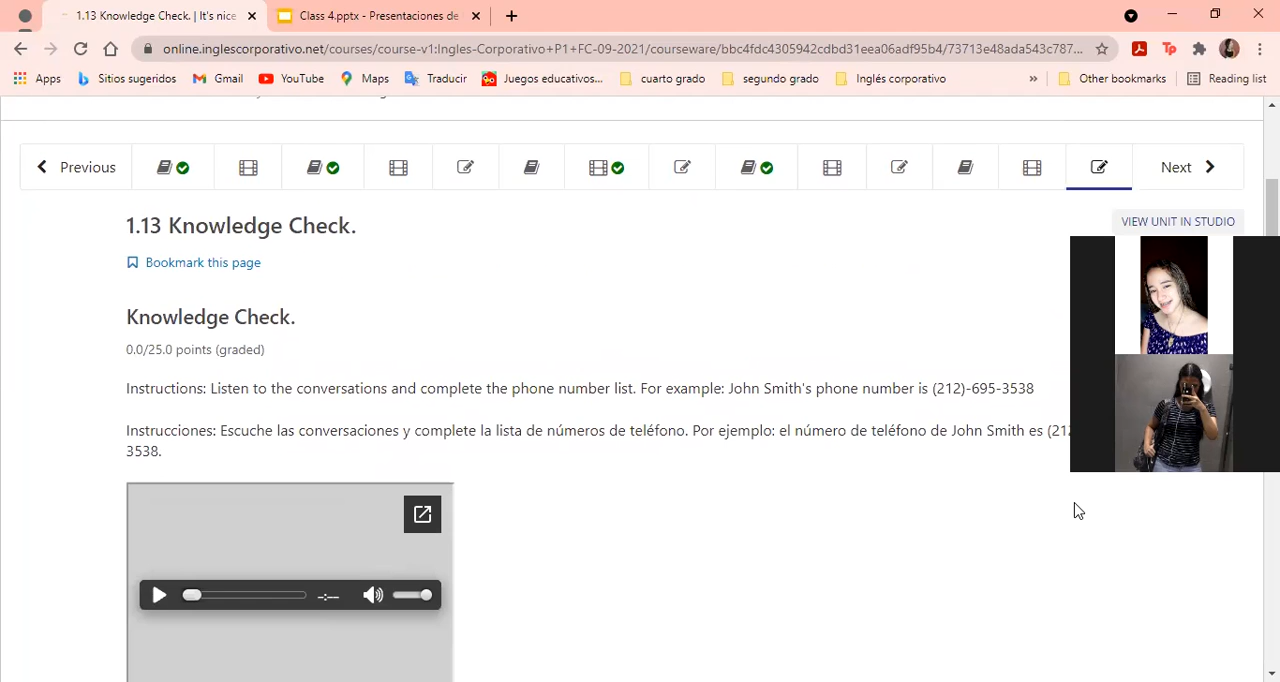 1.13 Knowledge Check. | It's nice
Class 4.pptx - Presentaciones de
online.inglescorporativo.net/courses/course-v1:Ingles-Corporativo+P1+FC-09-2021/courseware/bbc4fdc4305942cdbd31eea06adf95b4/73713e48ada543c787...
Apps Sitios sugeridos Gmail YouTube Maps Traducir Juegos educativos... cuarto grado segundo grado Inglés corporativo » Other bookmarks Reading list
Previous Next
1.13 Knowledge Check.
VIEW UNIT IN STUDIO
Bookmark this page
Knowledge Check.
0.0/25.0 points (graded)
Instructions: Listen to the conversations and complete the phone number list. For example: John Smith's phone number is (212)-695-3538
Instrucciones: Escuche las conversaciones y complete la lista de números de teléfono. Por ejemplo: el número de teléfono de John Smith es (212
3538.
-:--